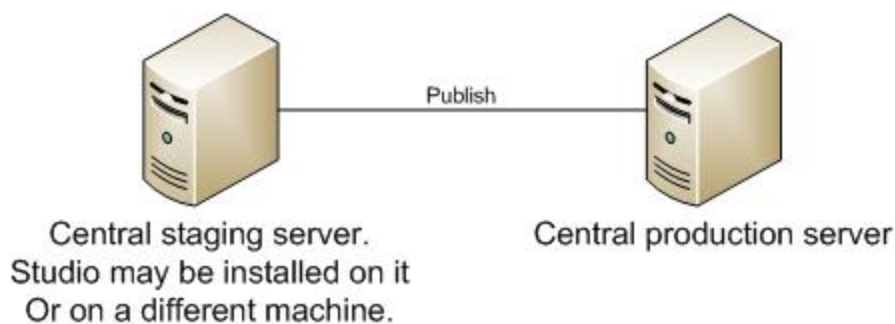 Publish
Central staging server.
Studio may be installed on it
Or on a different machine.
Central production server